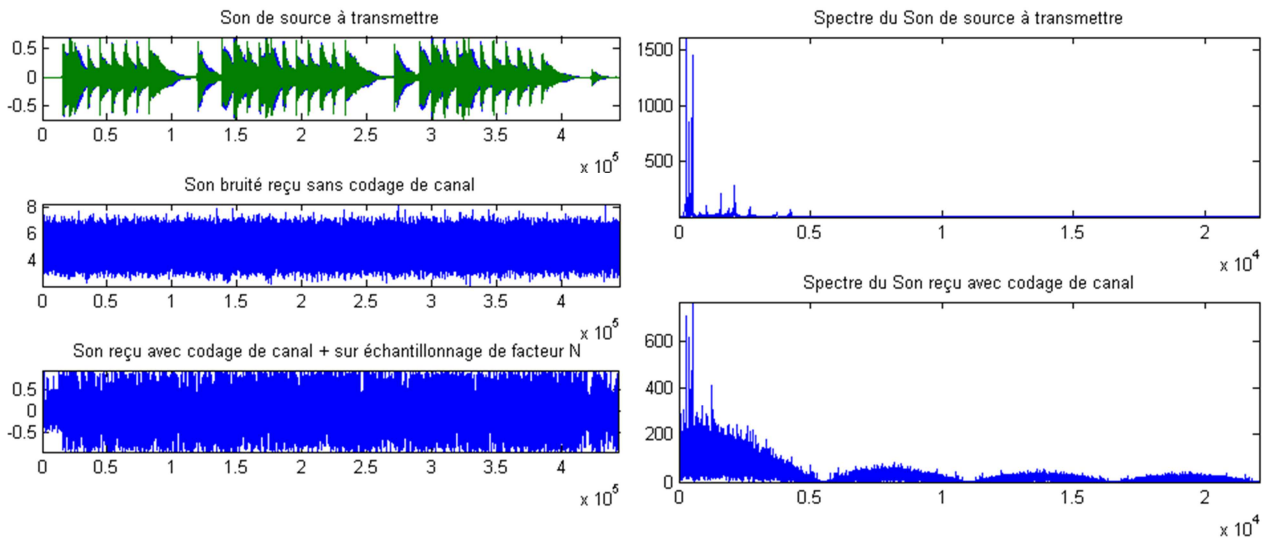 Son de source à transmettre
0.5
0
-0.5
0 0.5 1 1.5 2 2.5 3 3.5 4
x 10^5
Son bruité reçu sans codage de canal
8
6
4
0 0.5 1 1.5 2 2.5 3 3.5 4
x 10^5
Son reçu avec codage de canal + sur échantillonnage de facteur N
0.5
0
-0.5
0 0.5 1 1.5 2 2.5 3 3.5 4
x 10^5
Spectre du Son de source à transmettre
1500
1000
500
0 0.5 1 1.5 2
x 10^4
Spectre du Son reçu avec codage de canal
600
400
200
0
0 0.5 1 1.5 2
x 10^4